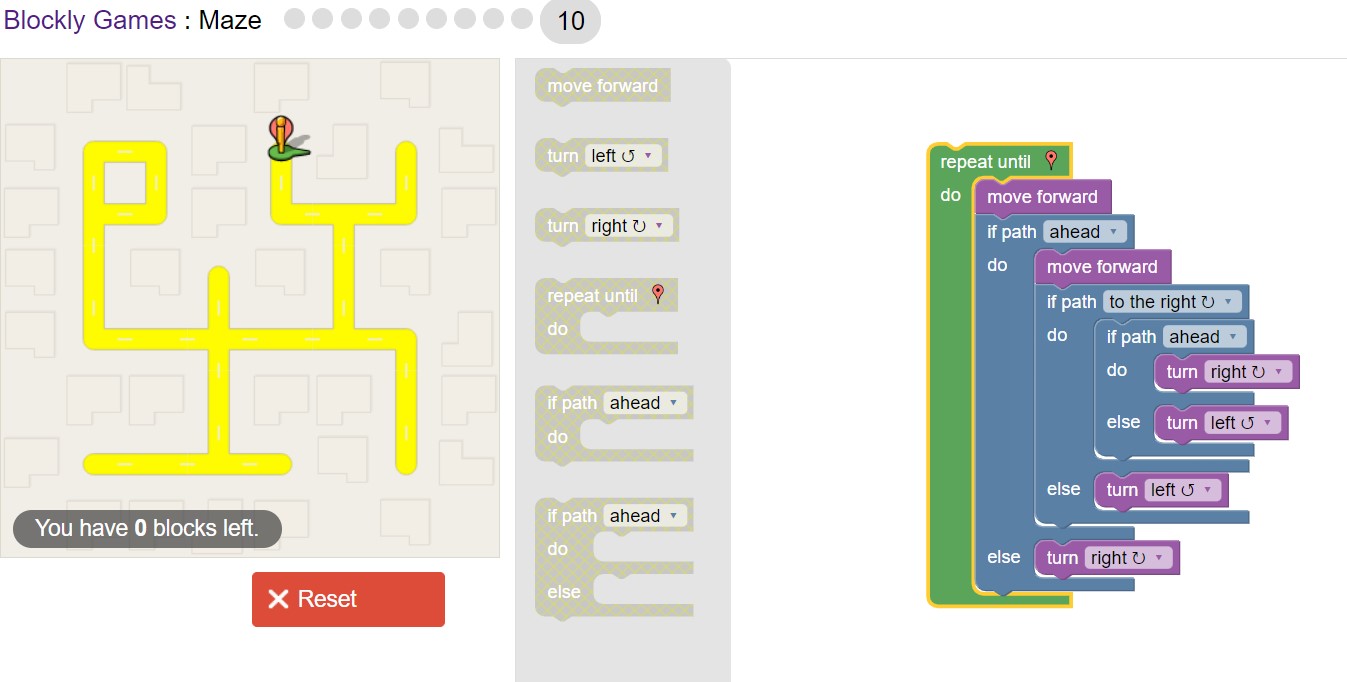 Blockly Games : Maze 10
You have 0 blocks left.
Reset
move forward
turn left ↺ ▾
turn right ↻ ▾
repeat until
do
if path ahead ▾
do
if path ahead ▾
do
else
repeat until
do
move forward
if path ahead ▾
do
move forward
if path to the right ↻ ▾
do
if path ahead ▾
do
turn right ↻ ▾
else
turn left ↺ ▾
else
turn left ↺ ▾
else
turn right ↻ ▾